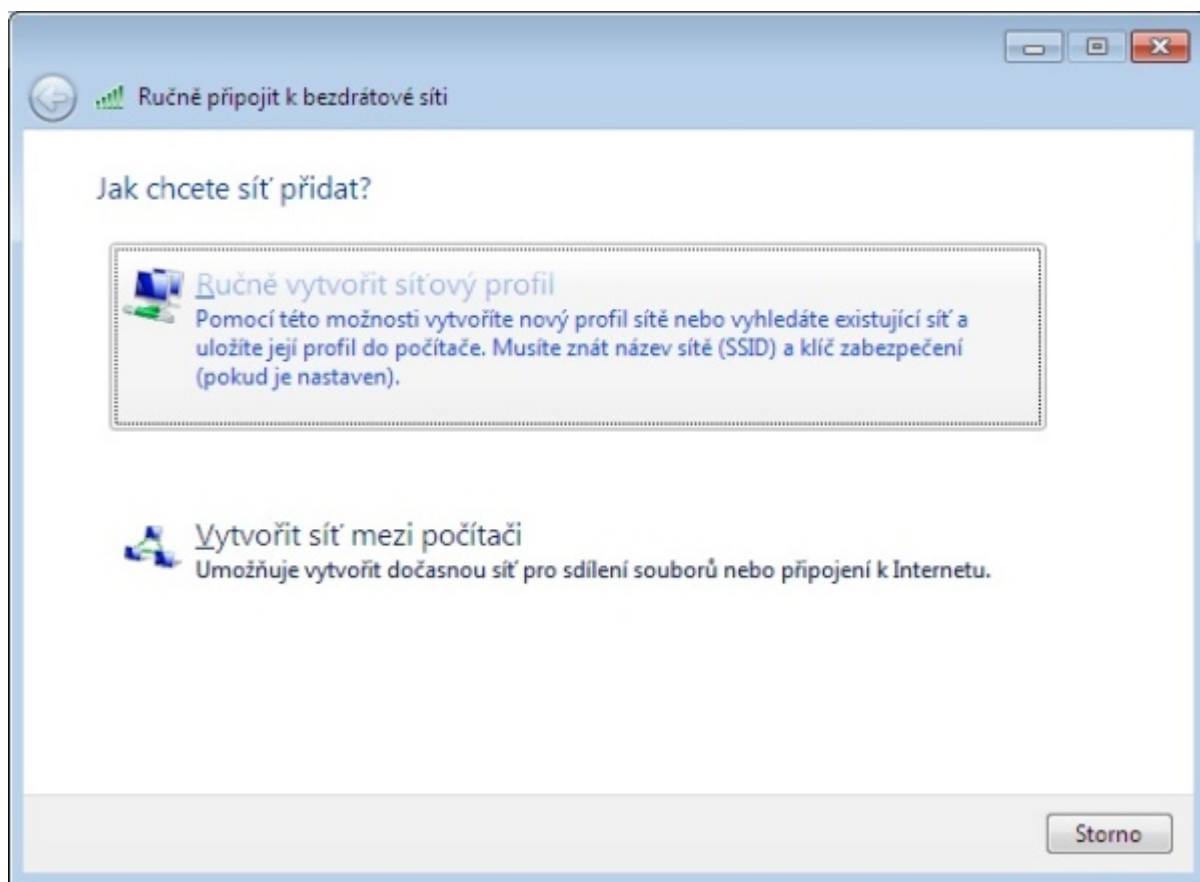 Ručně připojit k bezdrátové síti
Jak chcete síť přidat?
Ručně vytvořit síťový profil
Pomocí této možnosti vytvoříte nový profil sítě nebo vyhledáte existující síť a
uložíte její profil do počítače. Musíte znát název sítě (SSID) a klíč zabezpečení
(pokud je nastaven).
Vytvořit síť mezi počítači
Umožňuje vytvořit dočasnou síť pro sdílení souborů nebo připojení k Internetu.
Storno